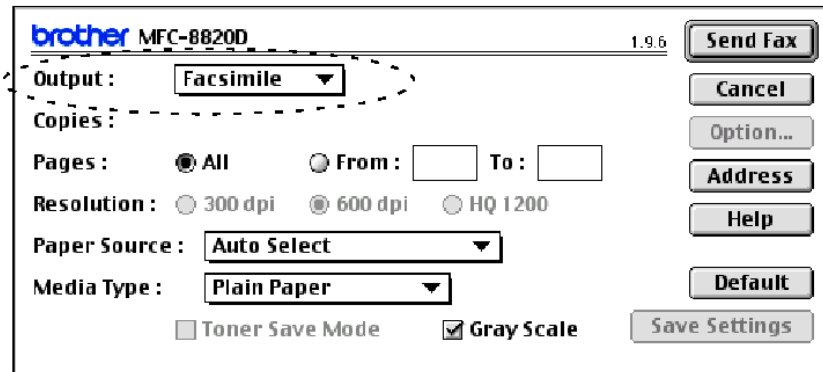 brother MFC-8820D 1.9.6 Send Fax
Output : Facsimile Cancel
Copies : Option...
Pages : All From : To : Address
Resolution : 300 dpi 600 dpi HQ 1200 Help
Paper Source : Auto Select
Media Type : Plain Paper Default
Toner Save Mode Gray Scale Save Settings